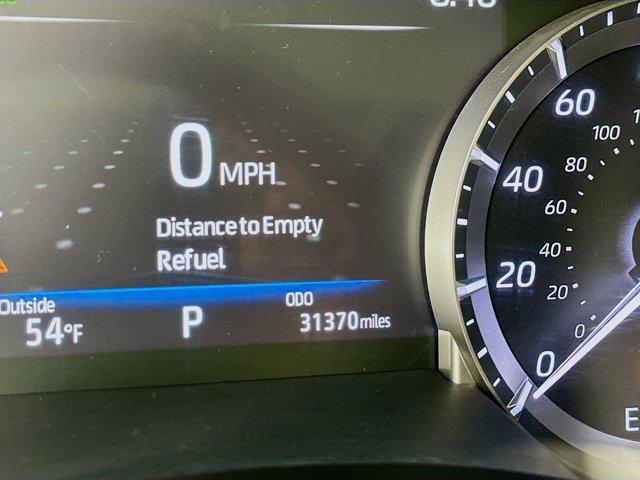 0 MPH
Distance to Empty
Refuel
Outside
54°F
P
ODO
31370 miles
60
100
80
40
60
40
20
20
0
0
E